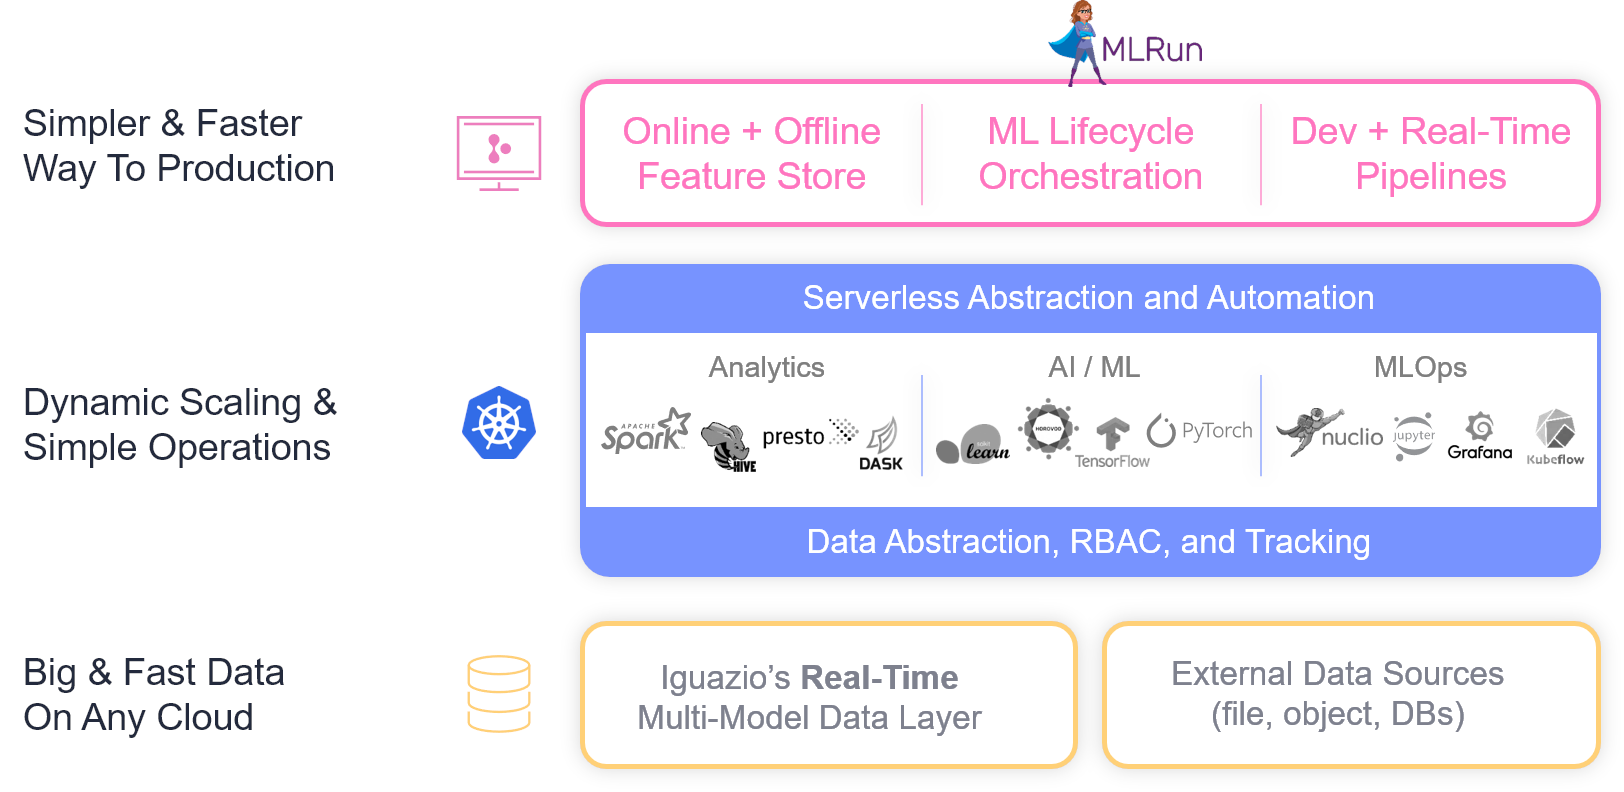 MLRun
Simpler & Faster
Way To Production
Online + Offline
Feature Store
ML Lifecycle
Orchestration
Dev + Real-Time
Pipelines
Serverless Abstraction and Automation
Dynamic Scaling &
Simple Operations
Analytics
APACHE
Spark
HIVE
presto
DASK
AI / ML
scikit
learn
HOROVOD
TensorFlow
PyTorch
MLOps
nuclio
jupyter
Grafana
Kubeflow
Data Abstraction, RBAC, and Tracking
Big & Fast Data
On Any Cloud
Iguazio’s Real-Time
Multi-Model Data Layer
External Data Sources
(file, object, DBs)